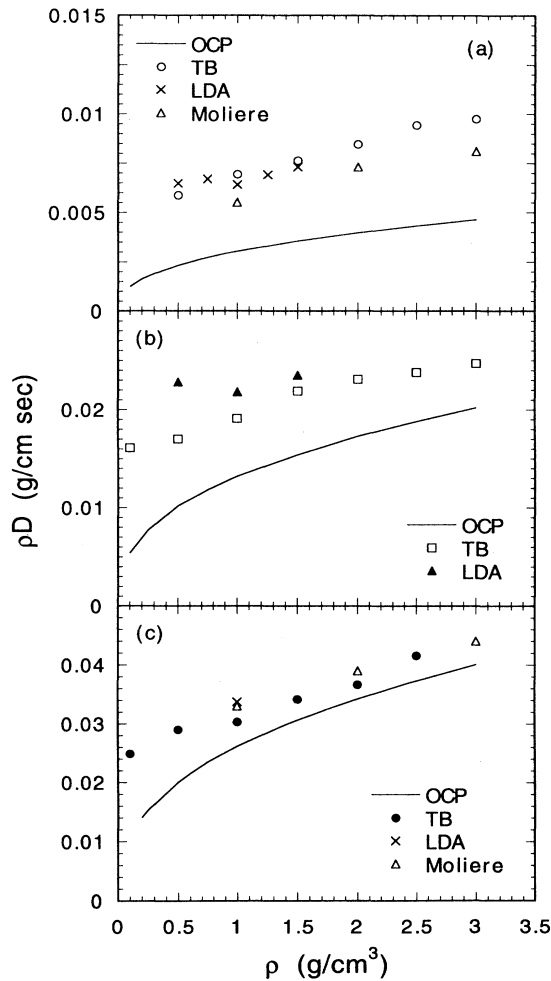 0.015
(a)
OCP
TB
LDA
Moliere
0.01
0.005
0
(b)
0.02
0.01
0
OCP
TB
LDA
ρD (g/cm sec)
(c)
0.04
0.03
0.02
0.01
0
OCP
TB
LDA
Moliere
0 0.5 1 1.5 2 2.5 3 3.5
ρ (g/cm³)